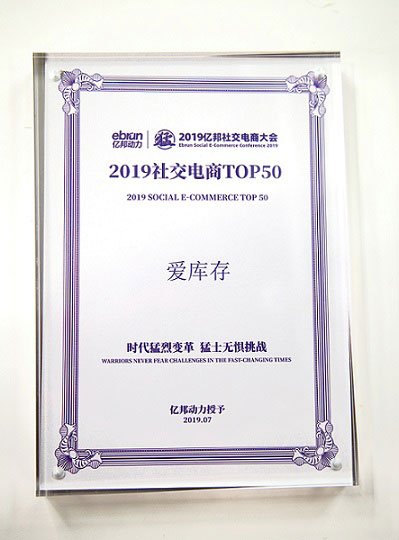 ebrun
亿邦动力
猛
2019亿邦社交电商大会
Ebrun Social E-Commerce Conference 2019
2019社交电商TOP50
2019 SOCIAL E-COMMERCE TOP 50
爱库存
时代猛烈变革 猛士无惧挑战
WARRIORS NEVER FEAR CHALLENGES IN THE FAST-CHANGING TIMES
亿邦动力授予
2019.07